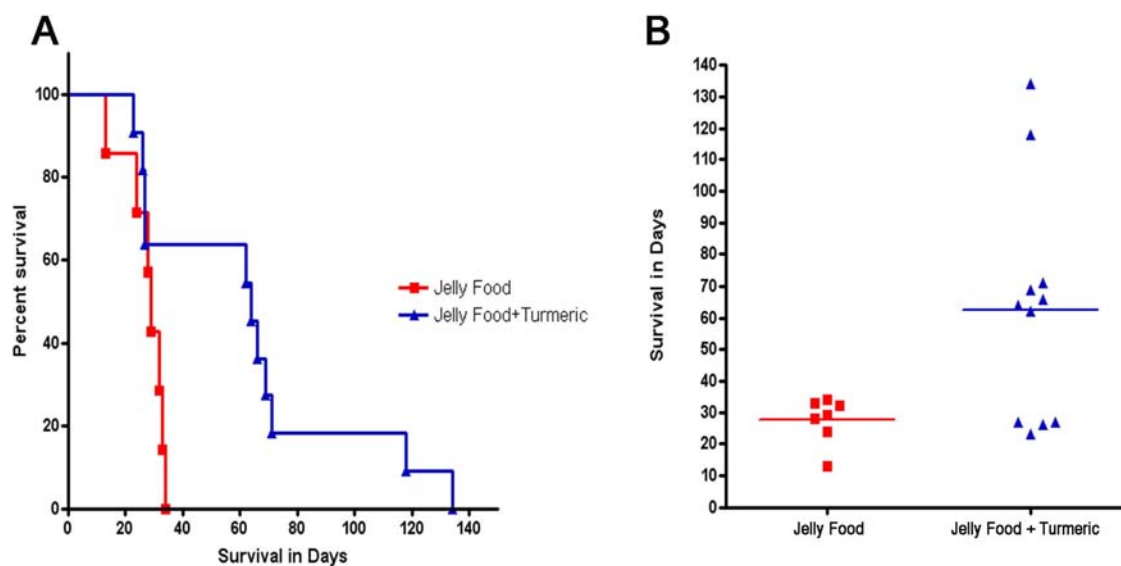 A
100
80
60
40
20
0
Percent survival
0 20 40 60 80 100 120 140
Survival in Days
Jelly Food
Jelly Food+Turmeric
B
140
130
120
110
100
90
80
70
60
50
40
30
20
10
0
Survival in Days
Jelly Food Jelly Food + Turmeric